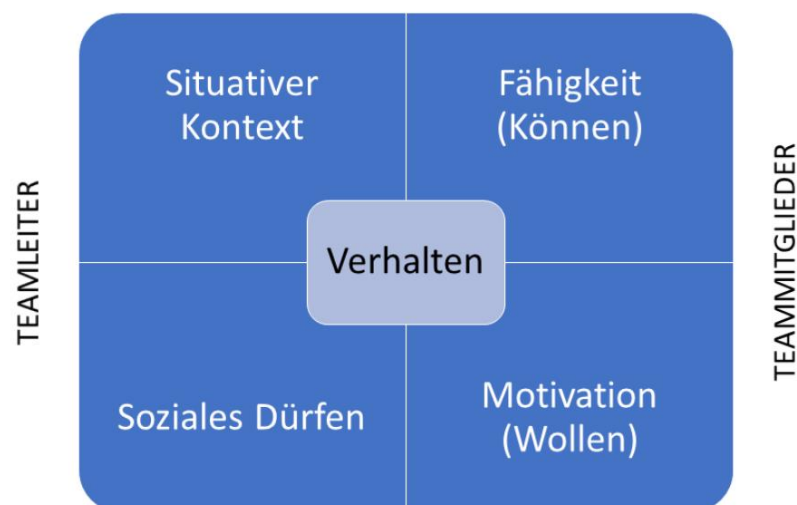 TEAMLEITER
Situativer
Kontext
Fähigkeit
(Können)
Verhalten
Soziales Dürfen
Motivation
(Wollen)
TEAMMITGLIEDER